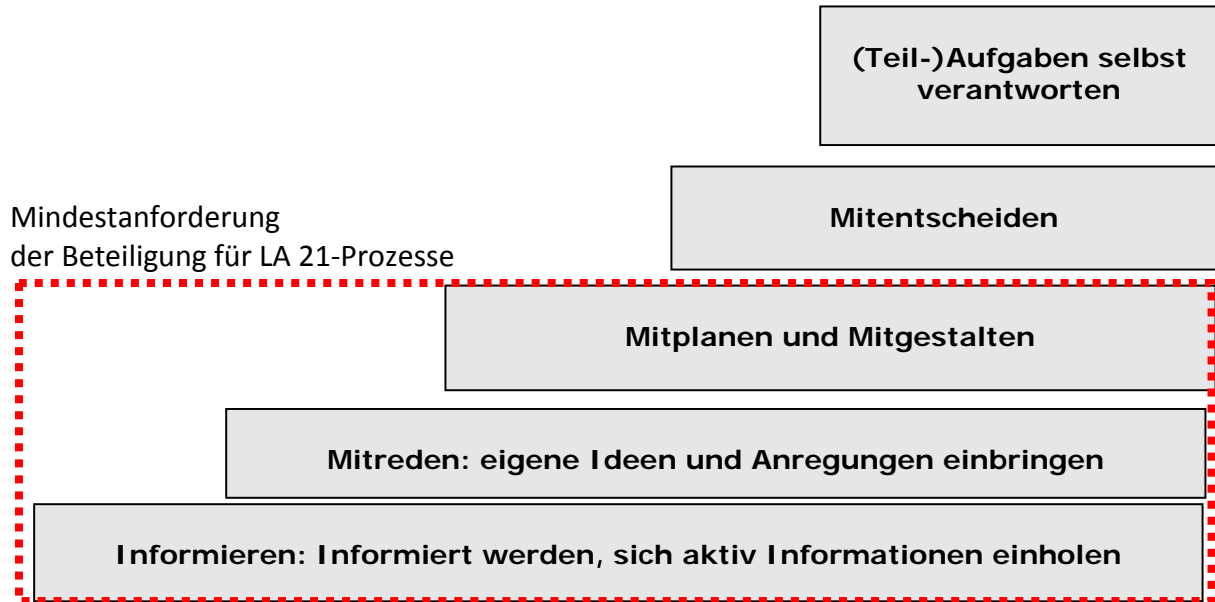 (Teil-)Aufgaben selbst
verantworten
Mitentscheiden
Mindestanforderung
der Beteiligung für LA 21-Prozesse
Mitplanen und Mitgestalten
Mitreden: eigene Ideen und Anregungen einbringen
Informieren: Informiert werden, sich aktiv Informationen einholen